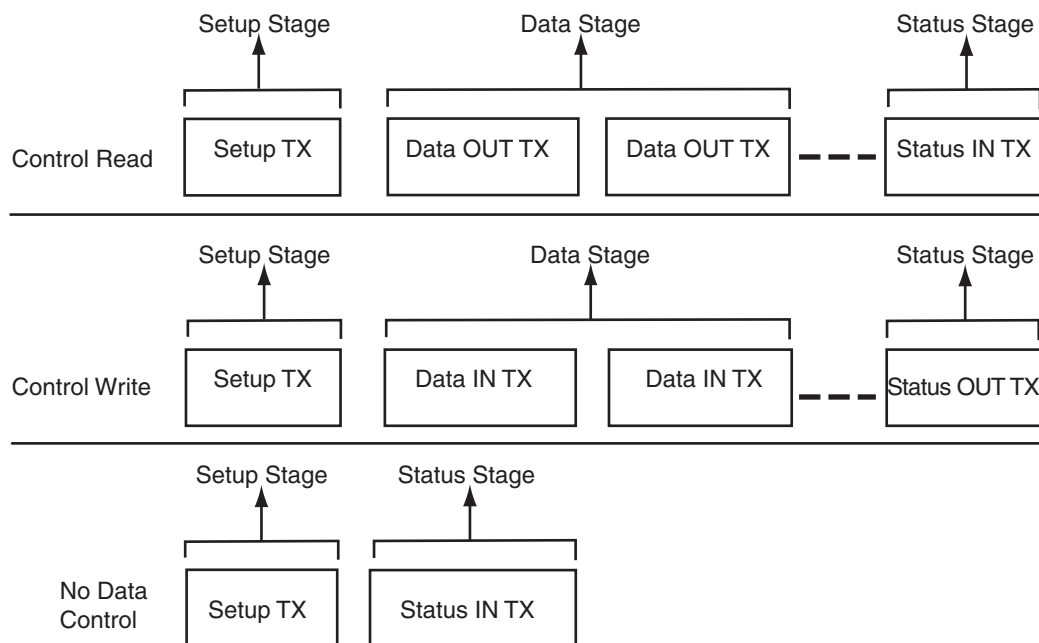 Setup Stage Data Stage Status Stage
Control Read Setup TX Data OUT TX Data OUT TX Status IN TX
Setup Stage Data Stage Status Stage
Control Write Setup TX Data IN TX Data IN TX Status OUT TX
Setup Stage Status Stage
No Data
Control
Setup TX Status IN TX